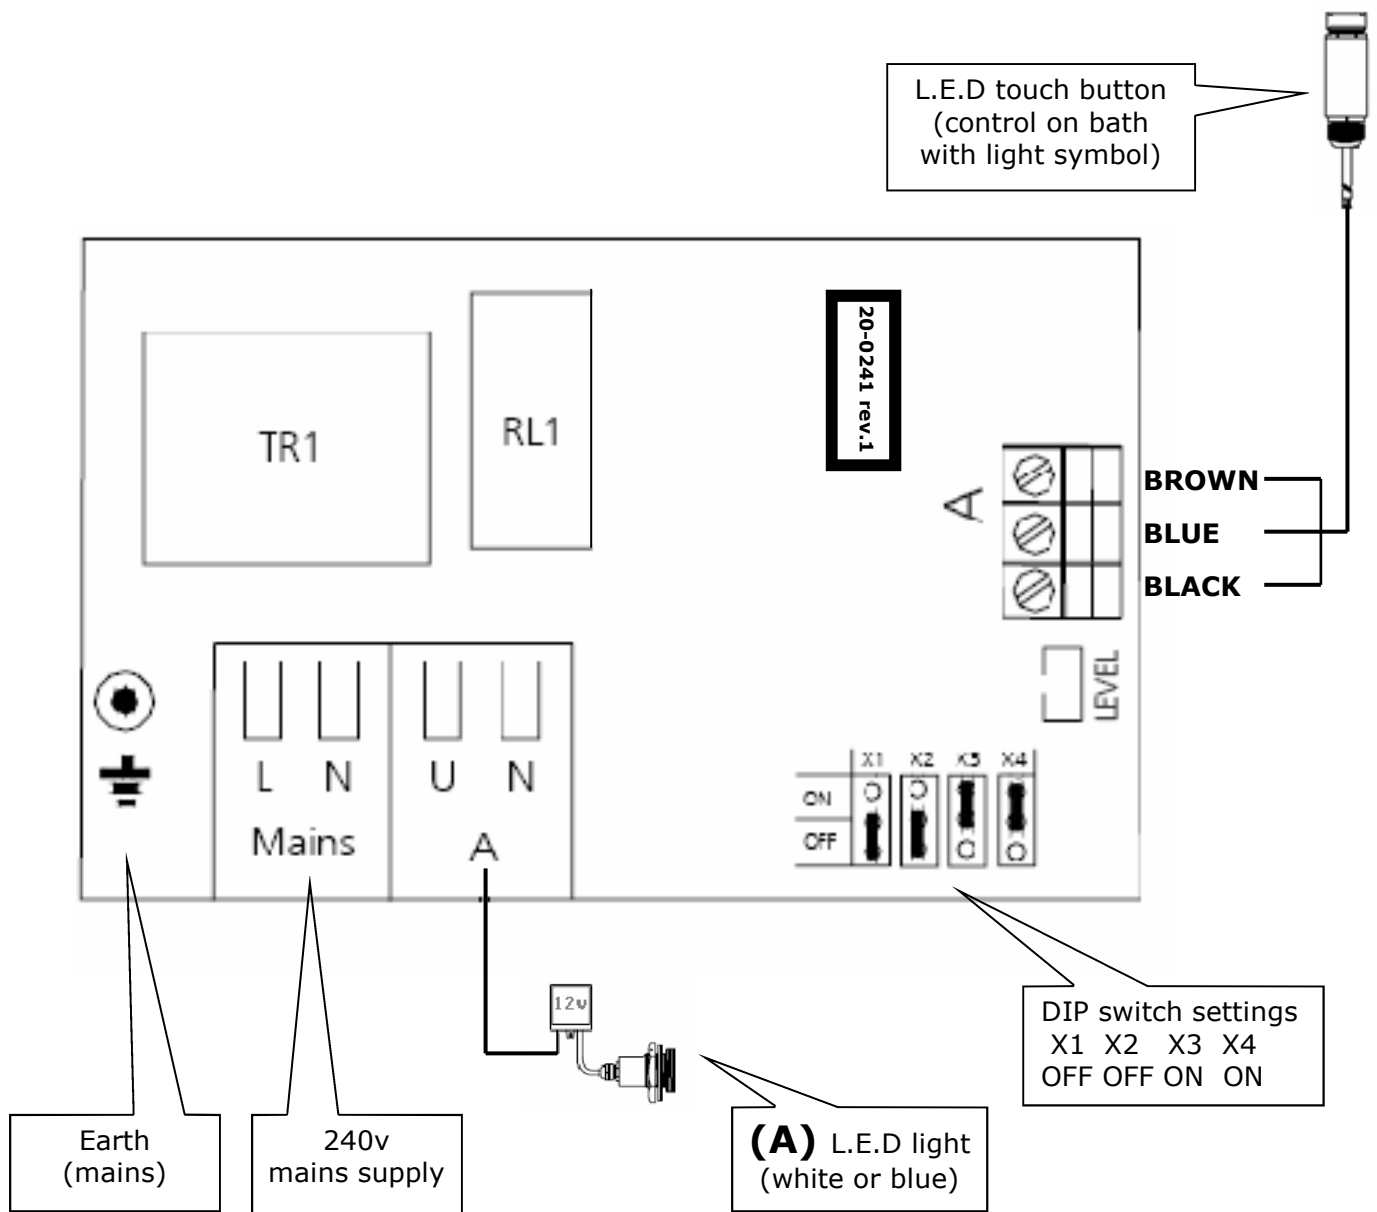 L.E.D touch button
(control on bath
with light symbol)
TR1
RL1
20-0241 rev.1
A
BROWN
BLUE
BLACK
LEVEL
L N U N
Mains A
X1 X2 X3 X4
ON
OFF
12v
DIP switch settings
X1 X2 X3 X4
OFF OFF ON ON
Earth
(mains)
240v
mains supply
(A) L.E.D light
(white or blue)